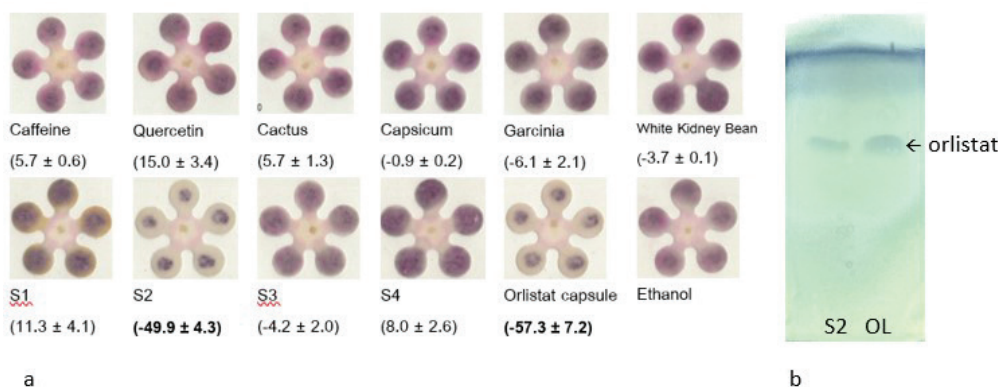 Caffeine Quercetin Cactus Capsicum Garcinia White Kidney Bean
(5.7 ± 0.6) (15.0 ± 3.4) (5.7 ± 1.3) (-0.9 ± 0.2) (-6.1 ± 2.1) (-3.7 ± 0.1)
← orlistat
S1 S2 S3 S4 Orlistat capsule Ethanol
(11.3 ± 4.1) (-49.9 ± 4.3) (-4.2 ± 2.0) (8.0 ± 2.6) (-57.3 ± 7.2)
S2 OL
a b